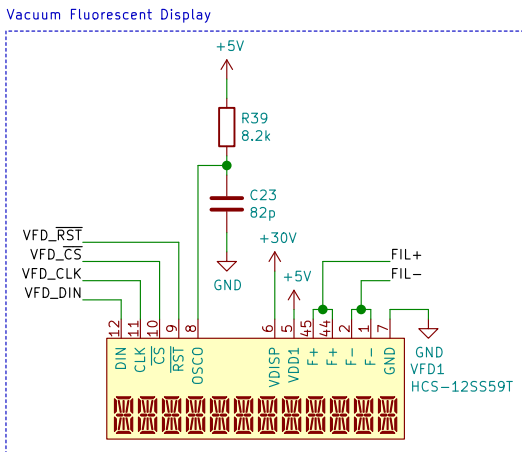 Vacuum Fluorescent Display
+5V
R39
8.2k
C23
82p
VFD_RST
VFD_CS
VFD_CLK
VFD_DIN
+30V
+5V
GND
FIL+
FIL-
12
11
10
9
8
6
5
45
44
2
1
7
DIN
CLK
CS
RST
OSCO
VDISP
VDD1
F+
F+
F-
F-
GND
GND
VFD1
HCS-12SS59T